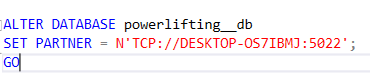 ALTER DATABASE powerlifting__db
SET PARTNER = N'TCP://DESKTOP-OS7IBMJ:5022';
GO